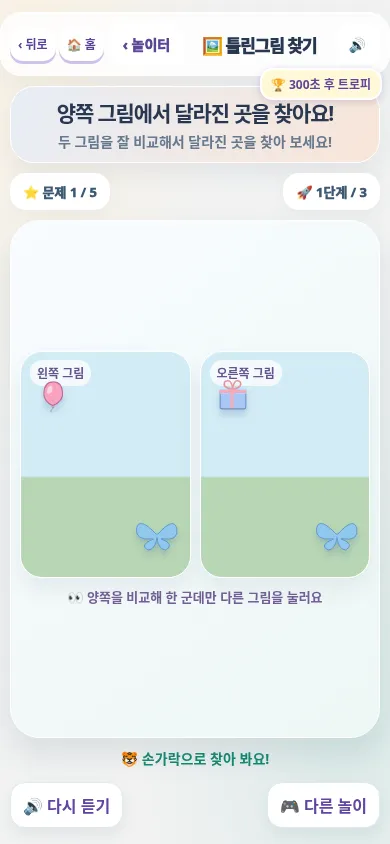 ‹ 뒤로
🏠 홈
‹ 놀이터
🖼️ 틀린그림 찾기
🔊
🏆 300초 후 트로피
양쪽 그림에서 달라진 곳을 찾아요!
두 그림을 잘 비교해서 달라진 곳을 찾아 보세요!
⭐ 문제 1 / 5
🚀 1단계 / 3
왼쪽 그림
오른쪽 그림
👀 양쪽을 비교해 한 군데만 다른 그림을 눌러요
🐯 손가락으로 찾아 봐요!
🔊 다시 듣기
🎮 다른 놀이